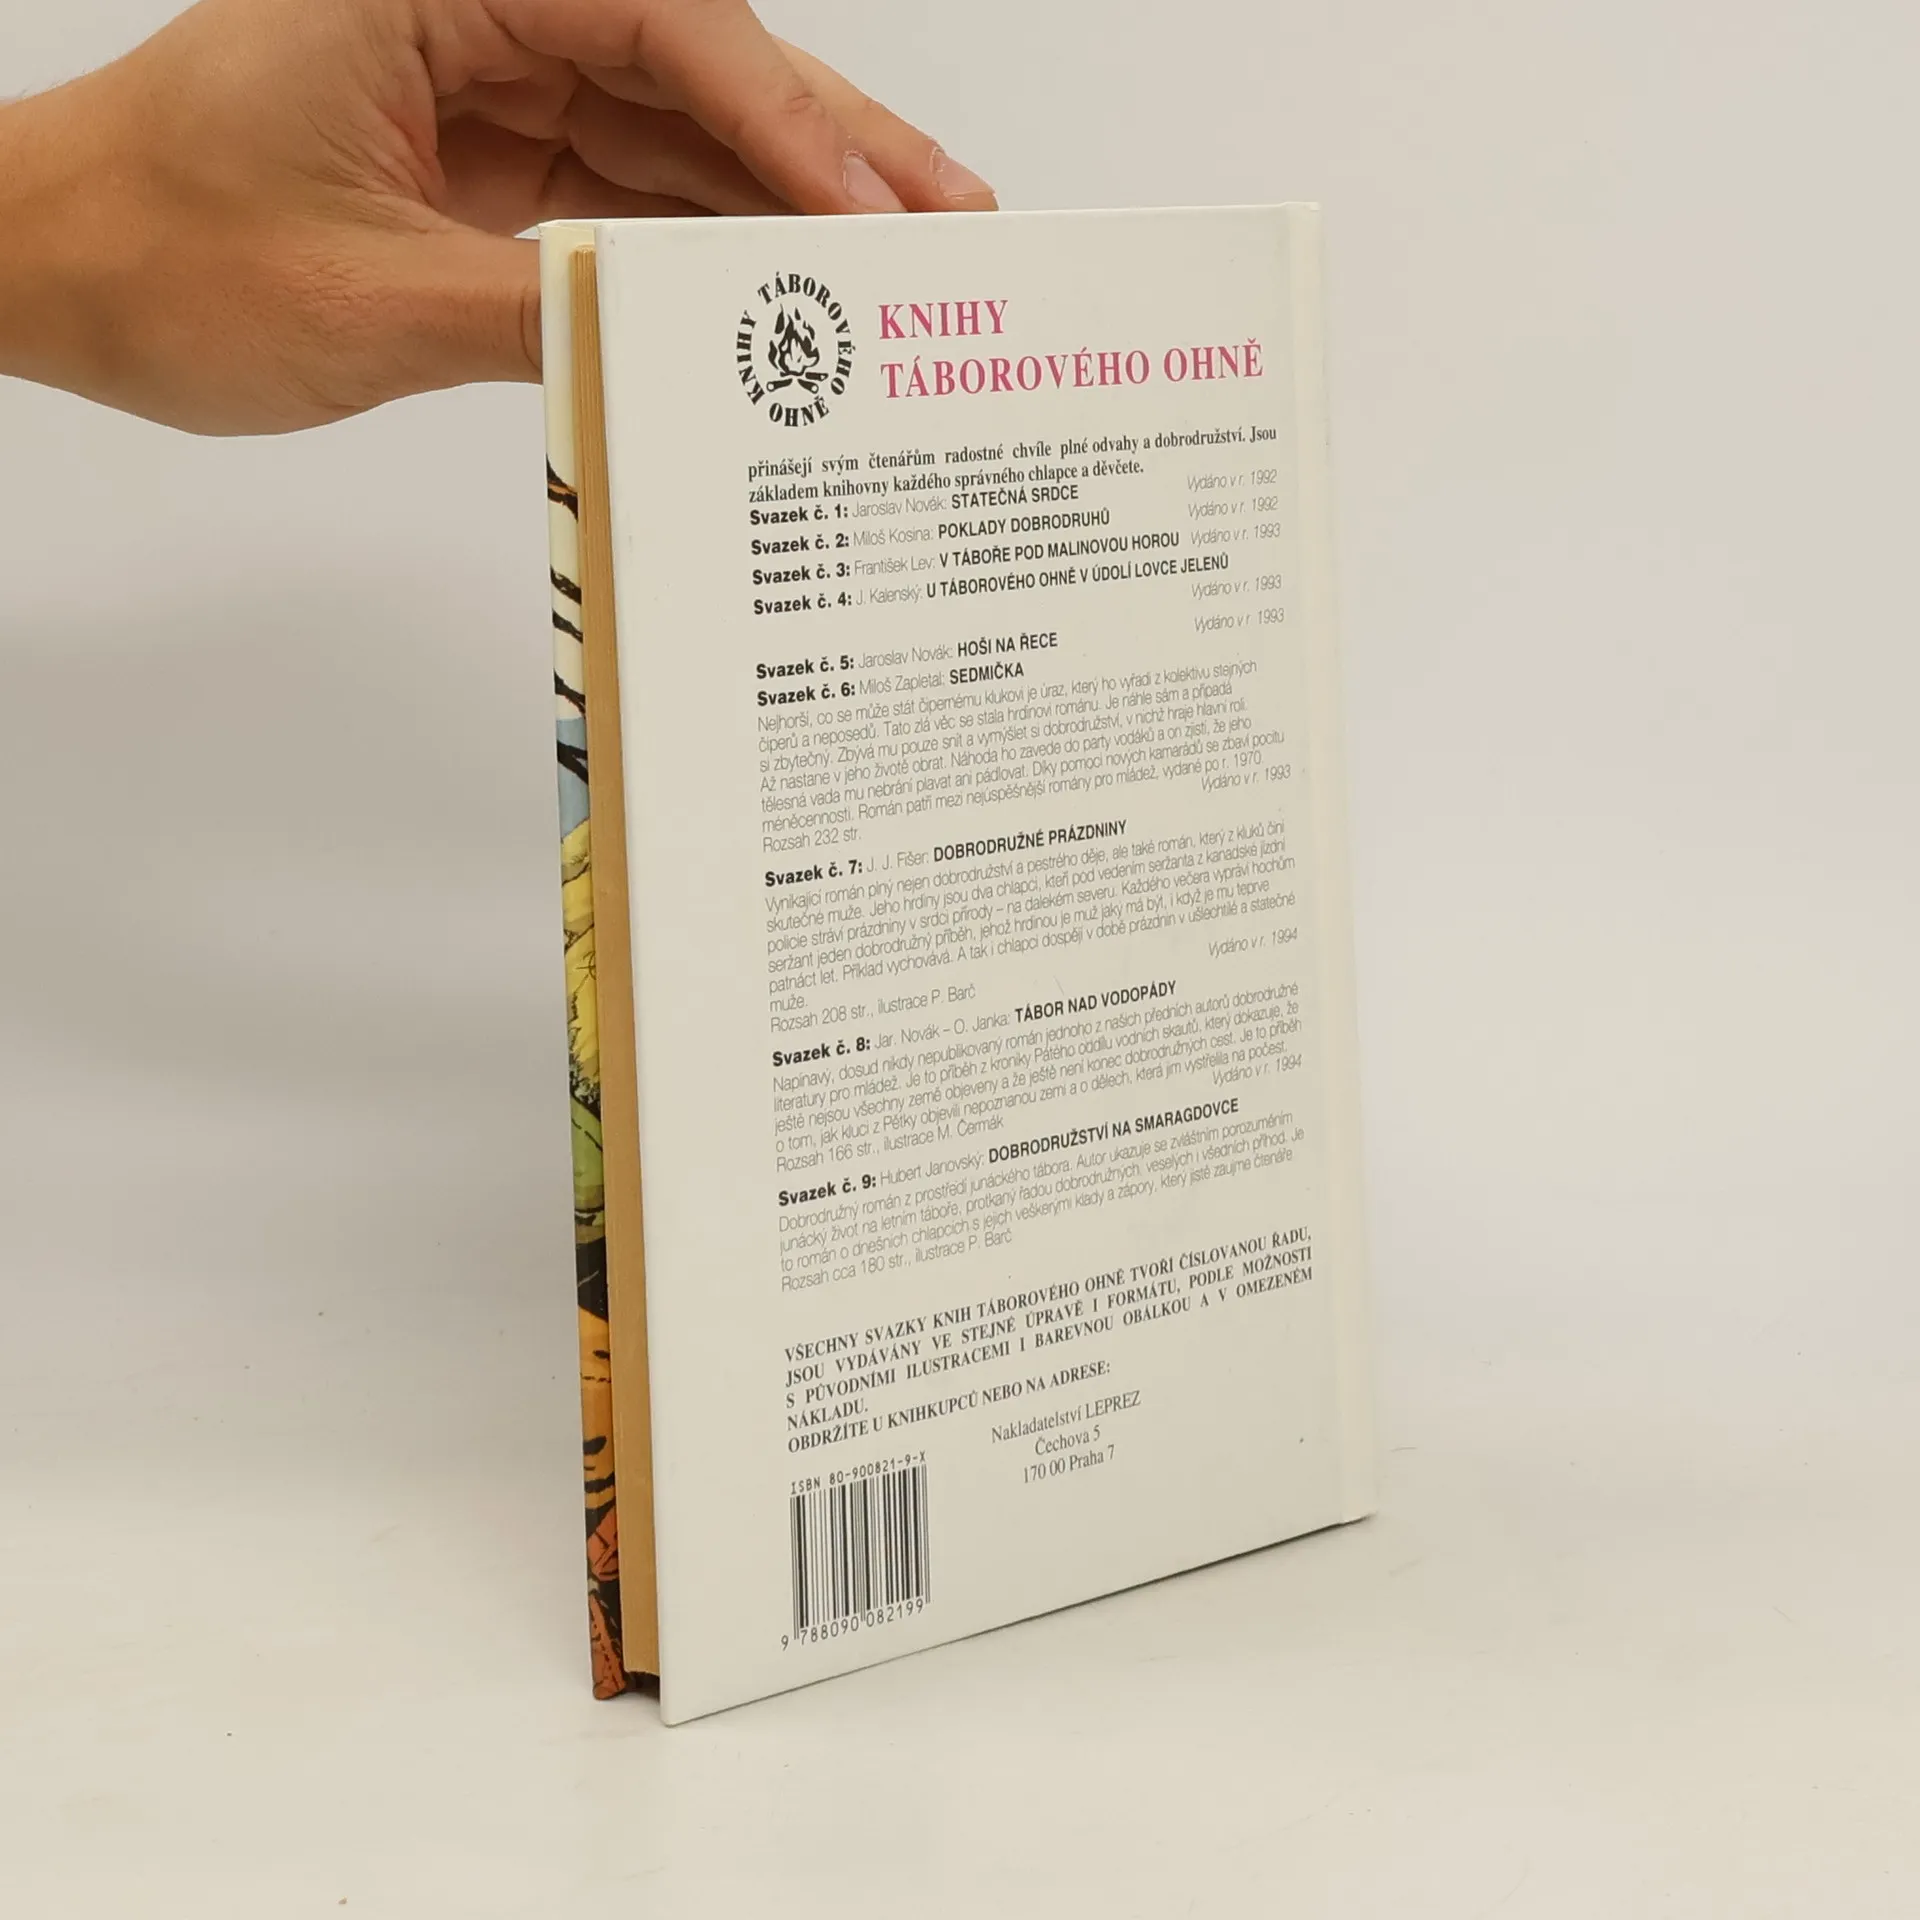 KNIHY TÁBOROVÉHO OHNĚ
KNIHY
TÁBOROVÉHO OHNĚ
přinášejí svým čtenářům radostné chvíle plné odvahy a dobrodružství. Jsou
základem knihovny každého správného chlapce a děvčete.
Svazek č. 1: Jaroslav Novák: STATEČNÁ SRDCE Vydáno v r. 1992
Svazek č. 2: Miloš Kosina: POKLADY DOBRODRUHŮ Vydáno v r. 1992
Svazek č. 3: František Lev: V TÁBOŘE POD MALINOVOU HOROU Vydáno v r. 1993
Svazek č. 4: J. Kalenský: U TÁBOROVÉHO OHNĚ V ÚDOLÍ LOVCE JELENŮ
Vydáno v r. 1993
Svazek č. 5: Jaroslav Novák: HOŠI NA ŘECE Vydáno v r. 1993
Svazek č. 6: Miloš Zapletal: SEDMIČKA
Nejhorší, co se může stát čipernému klukovi je úraz, který ho vyřadí z kolektivu stejných
čiperů a neposedů. Tato zlá věc se stala hrdinovi románu. Je náhle sám a připadá
si zbytečný. Zbývá mu pouze snít a vymýšlet si dobrodružství, v nichž hraje hlavní roli.
Až nastane v jeho životě obrat. Náhoda ho zavede do party vodáků a on zjistí, že jeho
tělesná vada mu nebrání plavat ani pádlovat. Díky pomoci nových kamarádů se zbaví pocitu
méněcennosti. Román patří mezi nejúspěšnější romány pro mládež, vydané po r. 1970.
Rozsah 232 str. Vydáno v r. 1993
Svazek č. 7: J. J. Fišer: DOBRODRUŽNÉ PRÁZDNINY
Vynikající román plný nejen dobrodružství a pestrého děje, ale také román, který z kluků činí
skutečné muže. Jeho hrdiny jsou dva chlapci, kteří pod vedením seržanta z kanadské jízdní
policie stráví prázdniny v srdci přírody – na dalekém severu. Každého večera vypráví hochům
seržant jeden dobrodružný příběh, jehož hrdinou je muž jaký má být, i když je mu teprve
patnáct let. Příklad vychovává. A tak i chlapci dospějí v době prázdnin v ušlechtilé a statečné
muže.
Rozsah 208 str., ilustrace P. Barč Vydáno v r. 1994
Svazek č. 8: Jar. Novák – O. Janka: TÁBOR NAD VODOPÁDY
Napínavý, dosud nikdy nepublikovaný román jednoho z našich předních autorů dobrodružné
literatury pro mládež. Je to příběh z kroniky Pátého oddílu vodních skautů, který dokazuje, že
ještě nejsou všechny země objeveny a že ještě není konec dobrodružných cest. Je to příběh
o tom, jak kluci z Pětky objevili nepoznanou zemi a o dělech, která jim vystřelila na počest.
Rozsah 166 str., ilustrace M. Čermák Vydáno v r. 1994
Svazek č. 9: Hubert Janovský: DOBRODRUŽSTVÍ NA SMARAGDOVCE
Dobrodružný román z prostředí junáckého tábora. Autor ukazuje se zvláštním porozuměním
junácký život na letním táboře, protkaný řadou dobrodružných, veselých i všedních příhod. Je
to román o dnešních chlapcích s jejich veškerými klady a zápory, který jistě zaujme čtenáře.
Rozsah cca 180 str., ilustrace P. Barč
VŠECHNY SVAZKY KNIH TÁBOROVÉHO OHNĚ TVOŘÍ ČÍSLOVANOU ŘADU,
JSOU VYDÁVÁNY VE STEJNÉ ÚPRAVĚ I FORMÁTU, PODLE MOŽNOSTI
S PŮVODNÍMI ILUSTRACEMI I BAREVNOU OBÁLKOU A V OMEZENÉM
NÁKLADU.
OBDRŽÍTE U KNIHKUPCŮ NEBO NA ADRESE:
Nakladatelství LEPREZ
Čechova 5
170 00 Praha 7
ISBN 80-900821-9-X
9 788090 082199